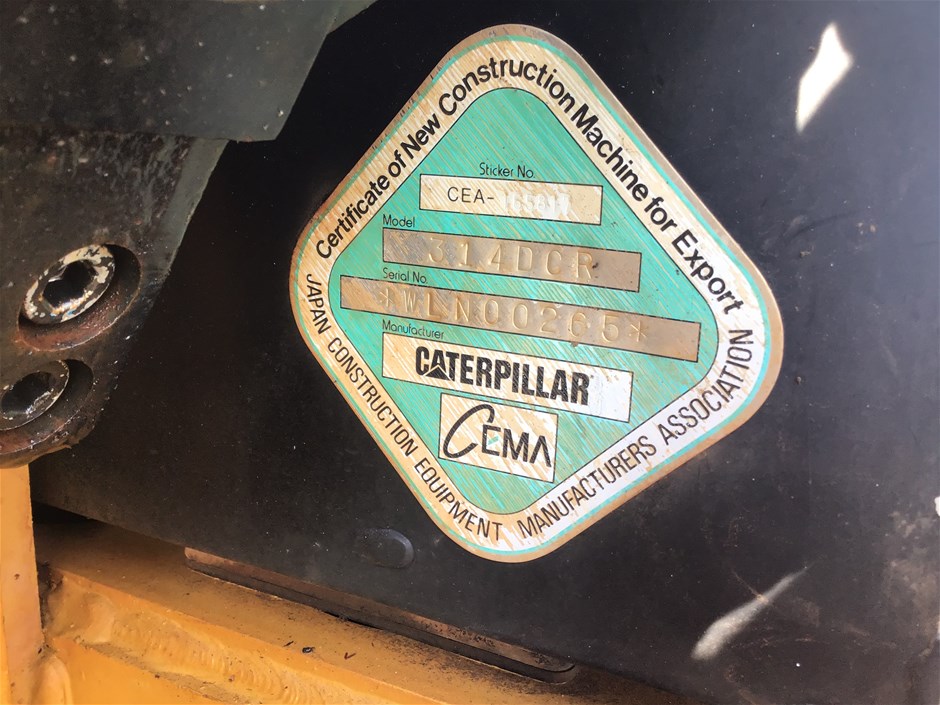 Certificate of New Construction Machine for Export
Sticker No.
CEA-
Model
314DCR
Serial No.
*WLN00265*
Manufacturer
CATERPILLAR
CEMA
JAPAN CONSTRUCTION EQUIPMENT MANUFACTURERS ASSOCIATION